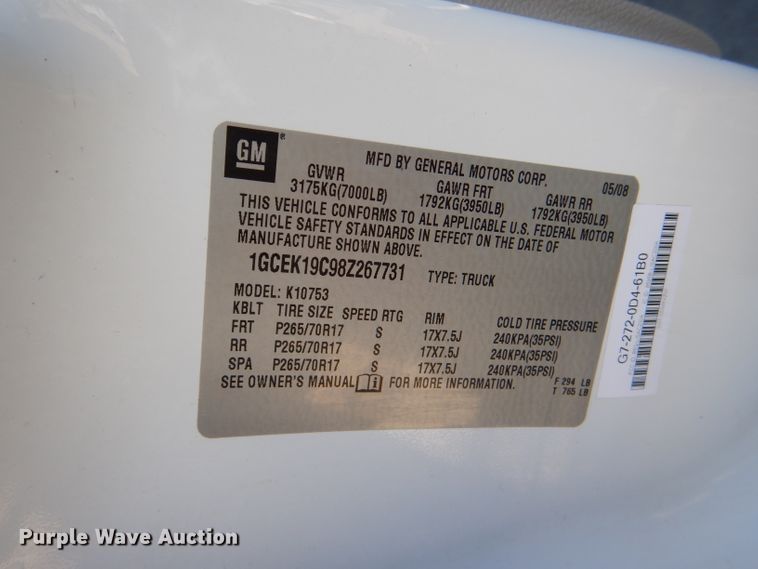 GM ®
MFD BY GENERAL MOTORS CORP. 05/08
GVWR GAWR FRT GAWR RR
3175KG(7000LB) 1792KG(3950LB) 1792KG(3950LB)
THIS VEHICLE CONFORMS TO ALL APPLICABLE U.S. FEDERAL MOTOR
VEHICLE SAFETY STANDARDS IN EFFECT ON THE DATE OF
MANUFACTURE SHOWN ABOVE.
1GCEK19C98Z267731 TYPE: TRUCK
MODEL: K10753
KBLT TIRE SIZE SPEED RTG RIM COLD TIRE PRESSURE
FRT P265/70R17 S 17X7.5J 240KPA(35PSI)
RR P265/70R17 S 17X7.5J 240KPA(35PSI)
SPA P265/70R17 S 17X7.5J 240KPA(35PSI)
SEE OWNER'S MANUAL FOR MORE INFORMATION.
F 294 LB
T 765 LB
G7-272-0D4-61B0
Purple Wave Auction